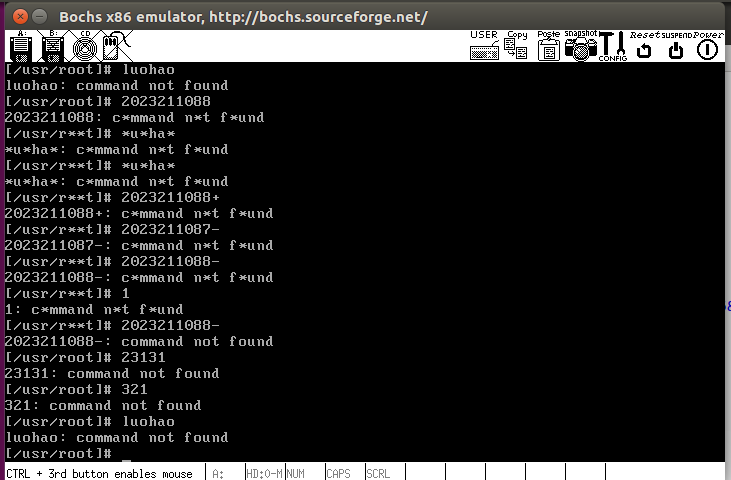 Bochs x86 emulator, http://bochs.sourceforge.net/
A: B: CD USER Copy Paste Snapshot CONFIG Reset SUSPEND Power
[/usr/root]# luohao
luohao: command not found
[/usr/root]# 2023211088
2023211088: c*mmand n*t f*und
[/usr/r**t]# *u*ha*
*u*ha*: c*mmand n*t f*und
[/usr/r**t]# *u*ha*
*u*ha*: c*mmand n*t f*und
[/usr/r**t]# 2023211088+
2023211088+: c*mmand n*t f*und
[/usr/r**t]# 2023211087-
2023211087-: c*mmand n*t f*und
[/usr/r**t]# 2023211088-
2023211088-: c*mmand n*t f*und
[/usr/r**t]# 1
1: c*mmand n*t f*und
[/usr/r**t]# 2023211088-
2023211088-: command not found
[/usr/root]# 23131
23131: command not found
[/usr/root]# 321
321: command not found
[/usr/root]# luohao
luohao: command not found
[/usr/root]# _
CTRL + 3rd button enables mouse A: HD:0-M NUM CAPS SCRL